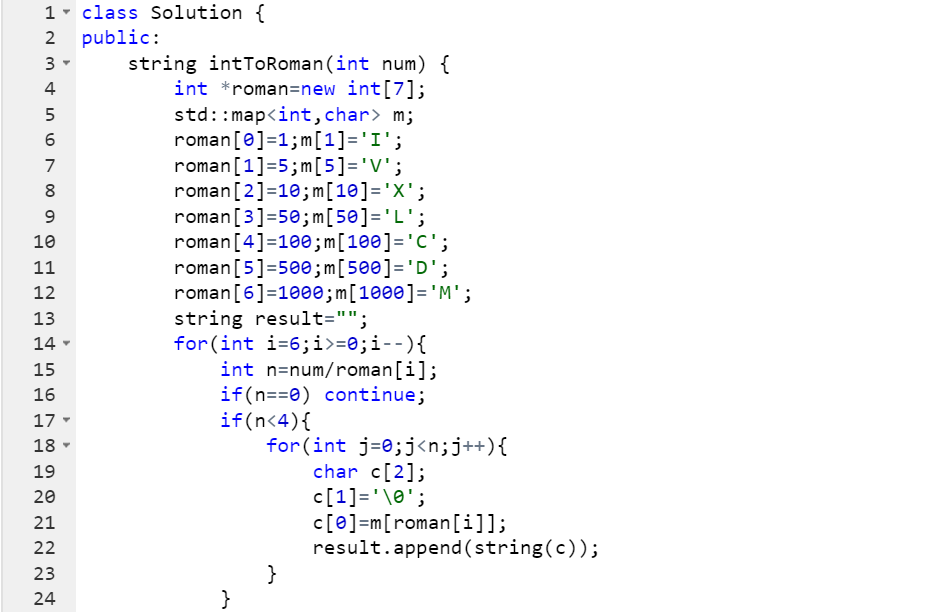 1 class Solution {
2 public:
3     string intToRoman(int num) {
4         int *roman=new int[7];
5         std::map<int,char> m;
6         roman[0]=1;m[1]='I';
7         roman[1]=5;m[5]='V';
8         roman[2]=10;m[10]='X';
9         roman[3]=50;m[50]='L';
10         roman[4]=100;m[100]='C';
11         roman[5]=500;m[500]='D';
12         roman[6]=1000;m[1000]='M';
13         string result="";
14         for(int i=6;i>=0;i--){
15             int n=num/roman[i];
16             if(n==0) continue;
17             if(n<4){
18                 for(int j=0;j<n;j++){
19                     char c[2];
20                     c[1]='\0';
21                     c[0]=m[roman[i]];
22                     result.append(string(c));
23                 }
24             }